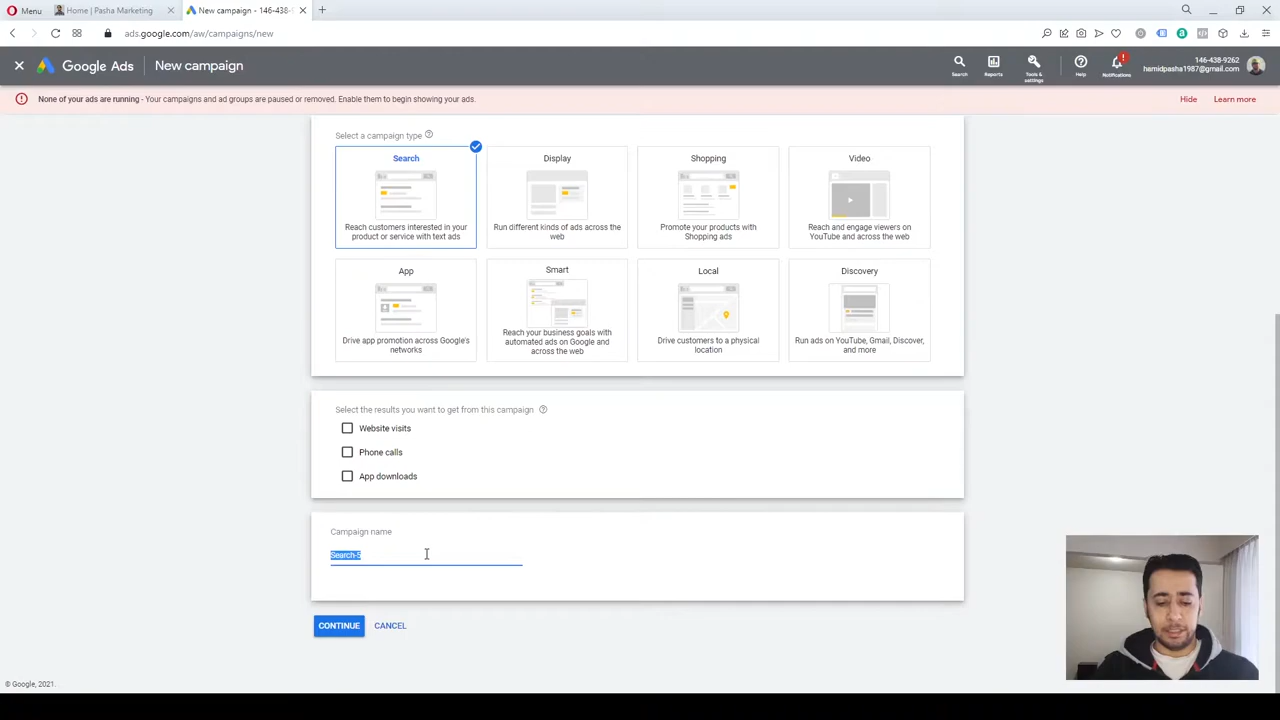 Menu
Home | Pasha Marketing
New campaign - 146-438-
ads.google.com/aw/campaigns/new
Google Ads
New campaign
Search
Reports
Tools & settings
Help
Notifications
146-438-9262
hamidpasha1987@gmail.com
None of your ads are running - Your campaigns and ad groups are paused or removed. Enable them to begin showing your ads.
Hide
Learn more
Select a campaign type
Search
Reach customers interested in your
product or service with text ads
Display
Run different kinds of ads across the
web
Shopping
Promote your products with
Shopping ads
Video
Reach and engage viewers on
YouTube and across the web
App
Drive app promotion across Google's
networks
Smart
Reach your business goals with
automated ads on Google and
across the web
Local
Drive customers to a physical
location
Discovery
Run ads on YouTube, Gmail, Discover,
and more
Select the results you want to get from this campaign
Website visits
Phone calls
App downloads
Campaign name
Search-5
CONTINUE
CANCEL
© Google, 2021.